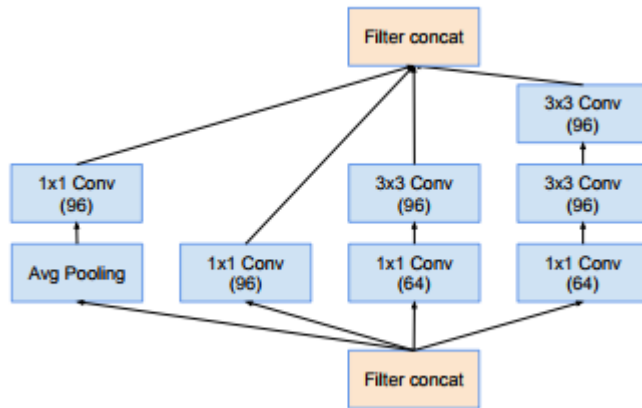 Filter concat
3x3 Conv
(96)
1x1 Conv
(96)
3x3 Conv
(96)
3x3 Conv
(96)
Avg Pooling
1x1 Conv
(96)
1x1 Conv
(64)
1x1 Conv
(64)
Filter concat